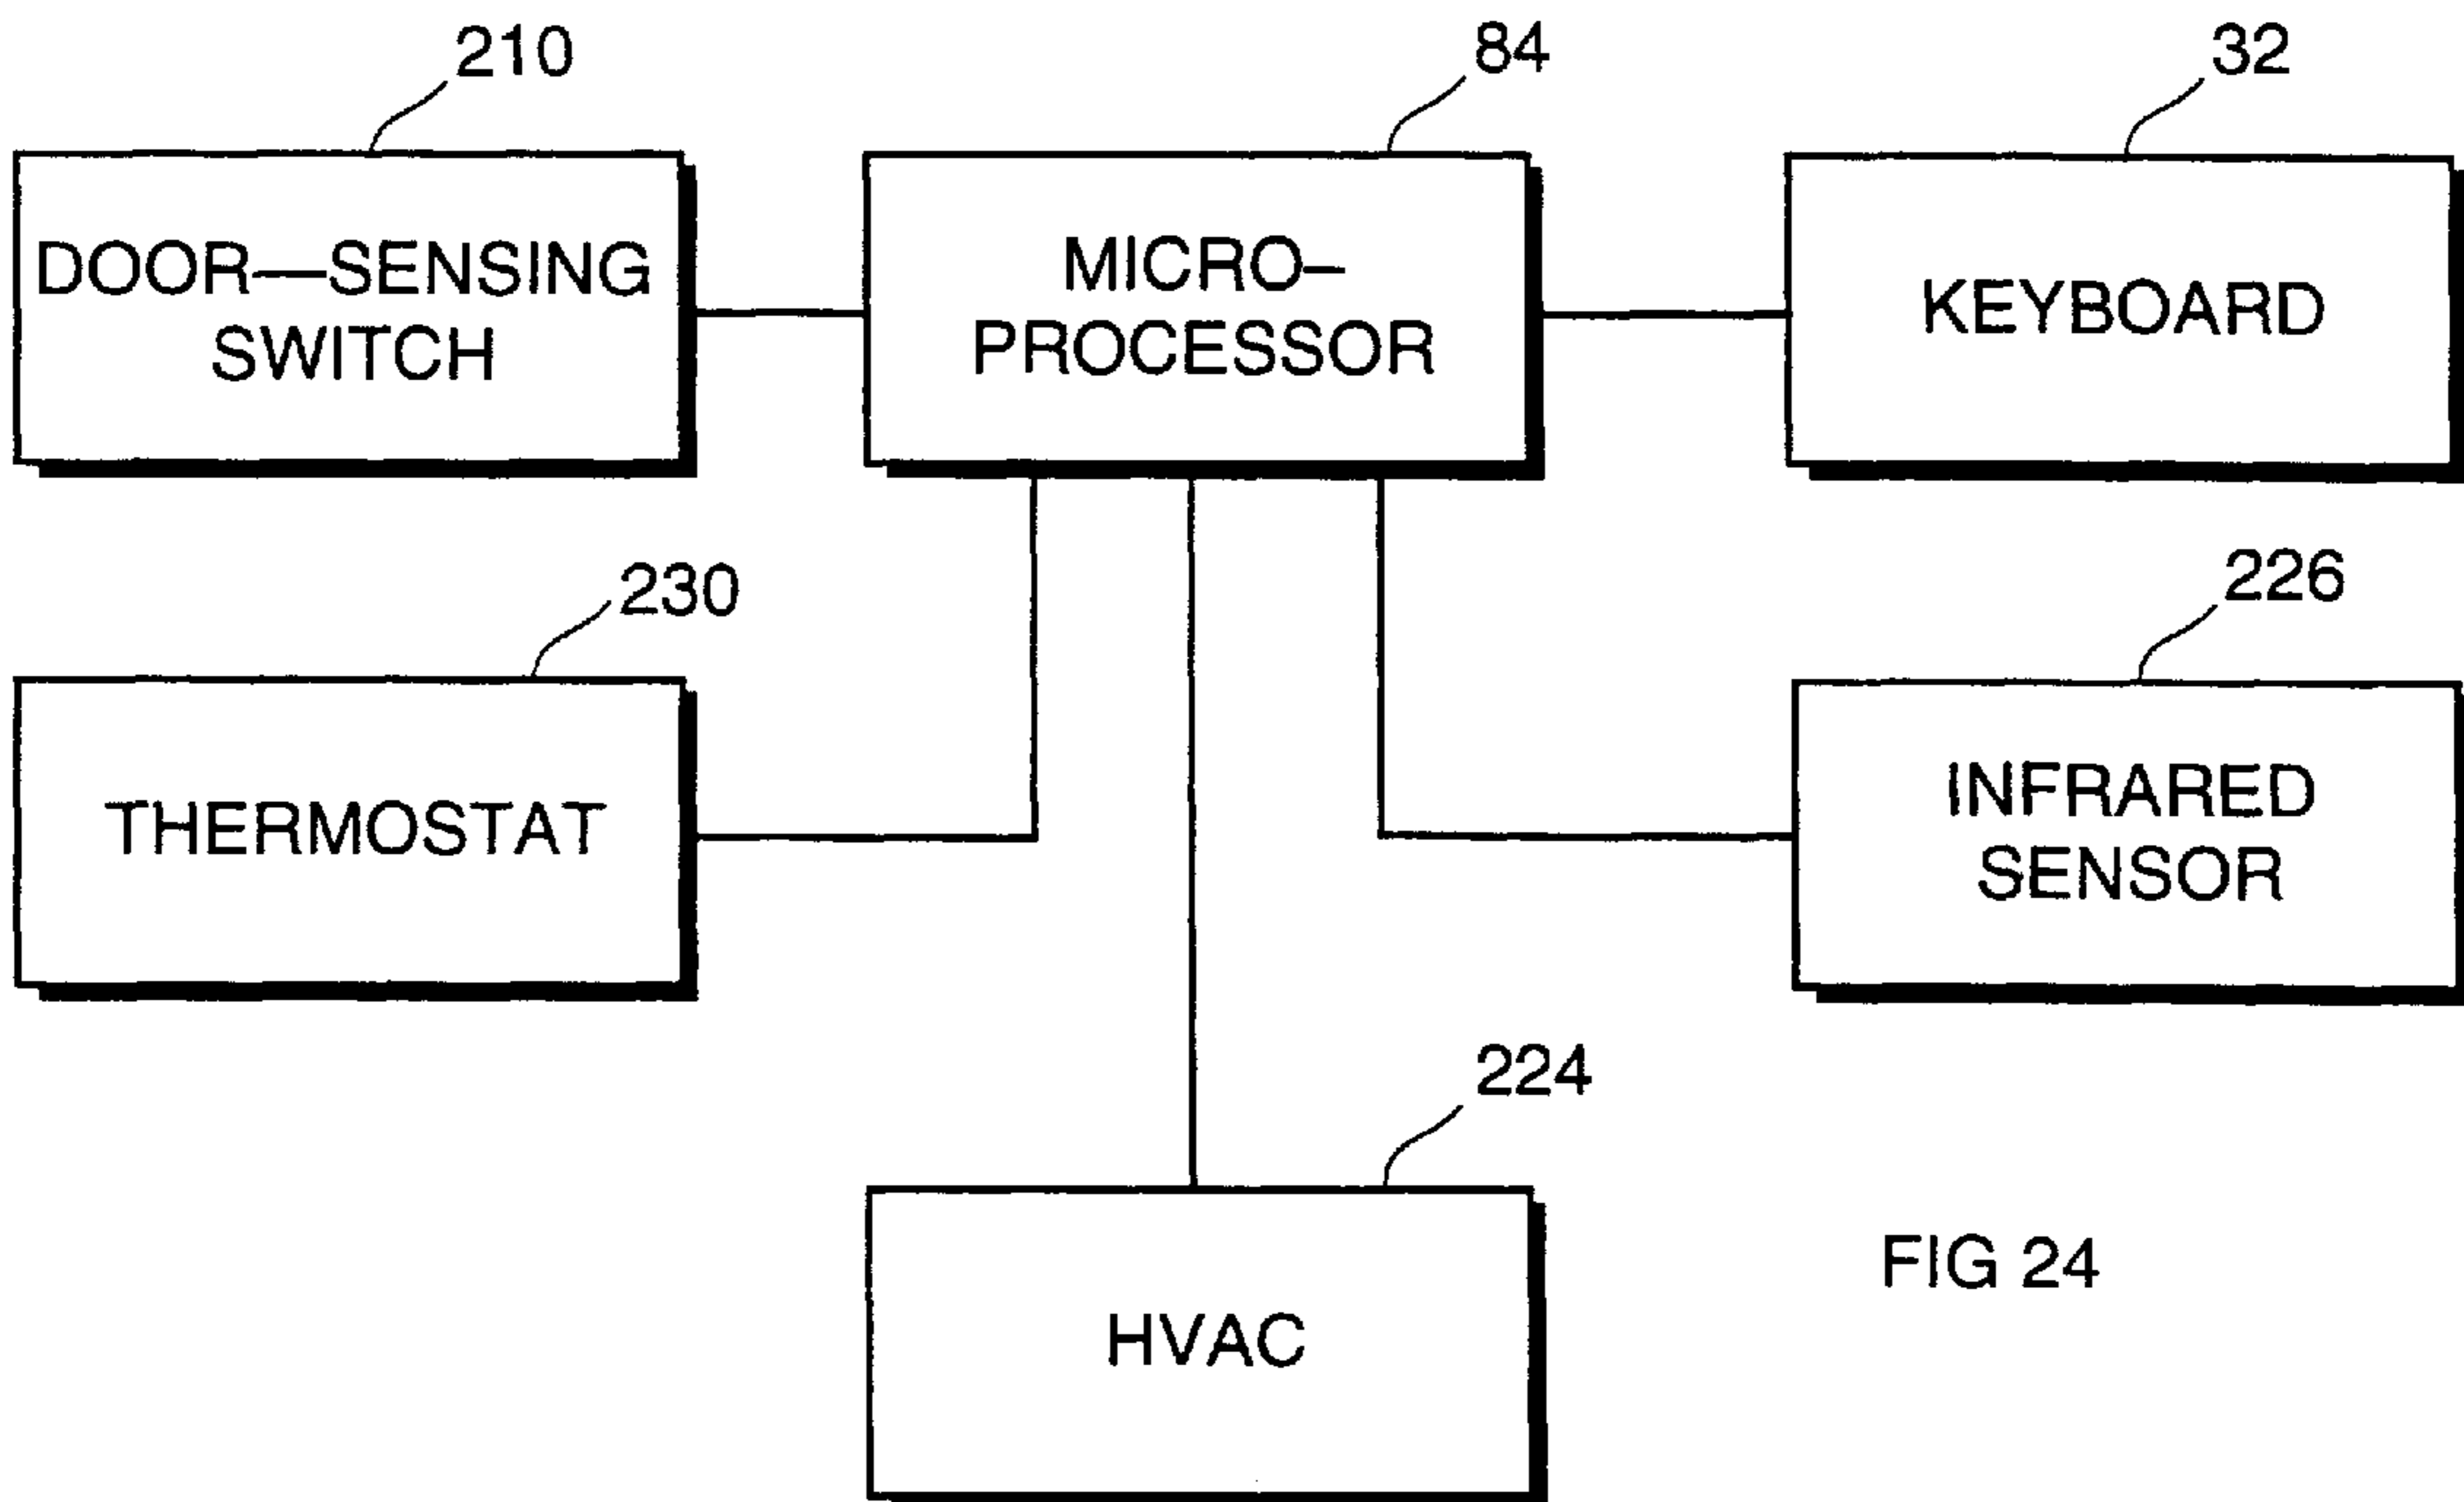 210
84
32
DOOR—SENSING
SWITCH
MICRO–
PROCESSOR
KEYBOARD
230
226
THERMOSTAT
INFRARED
SENSOR
224
HVAC
FIG 24